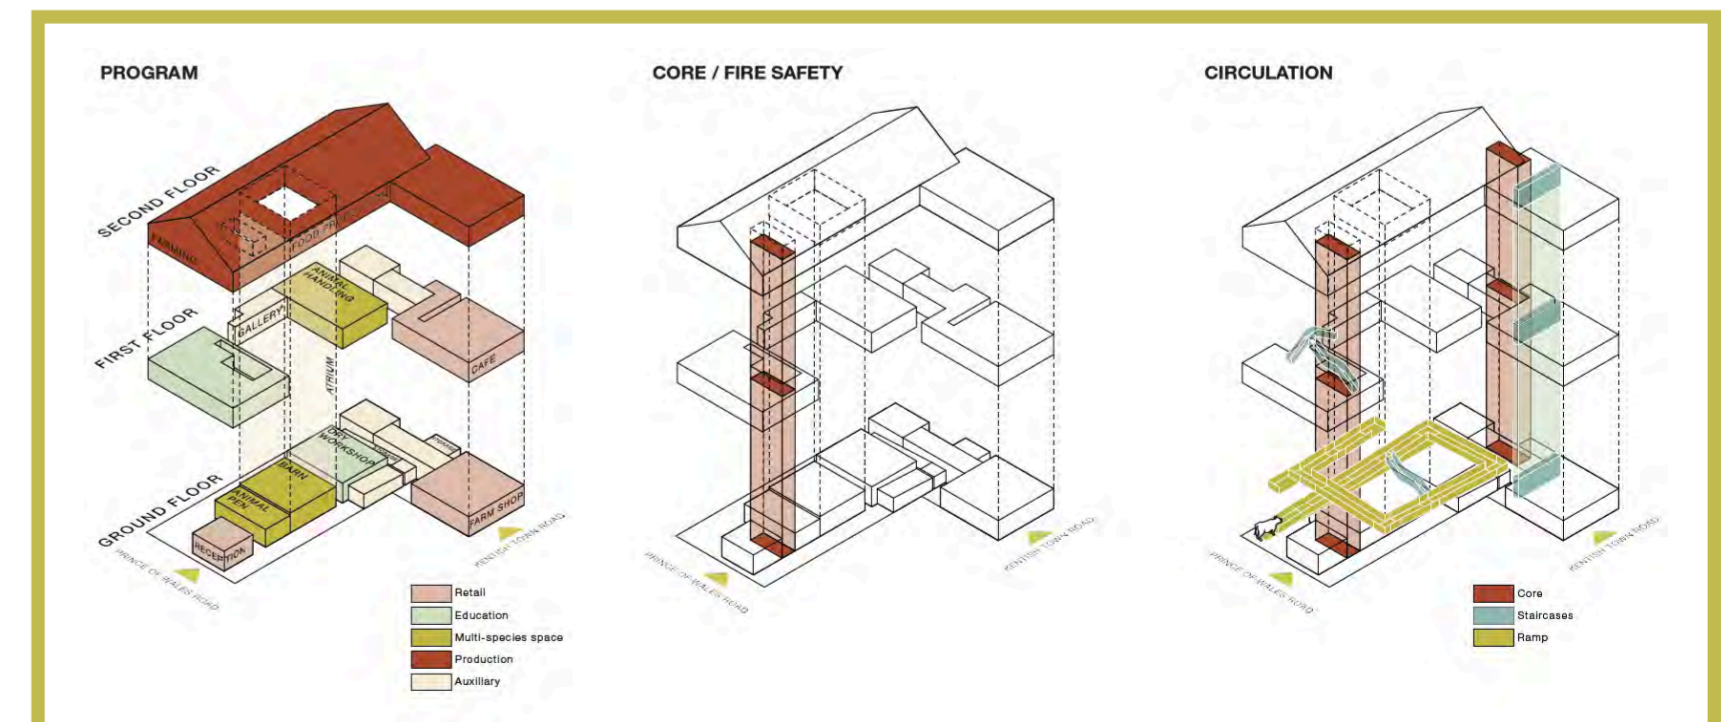 PROGRAM
SECOND FLOOR
FARMING
ANIMAL
HANDLING
GALLERY
FIRST FLOOR
CAFE
ATRIUM
DRY
WORKSHOP
BARN
ANIMAL
PEN
GROUND FLOOR
RECEPTION
FARM SHOP
PRINCE OF WALES ROAD
KENTISH TOWN ROAD
Retail
Education
Multi-species space
Production
Auxillary
CORE / FIRE SAFETY
PRINCE OF WALES ROAD
KENTISH TOWN ROAD
CIRCULATION
PRINCE OF WALES ROAD
KENTISH TOWN ROAD
Core
Staircases
Ramp